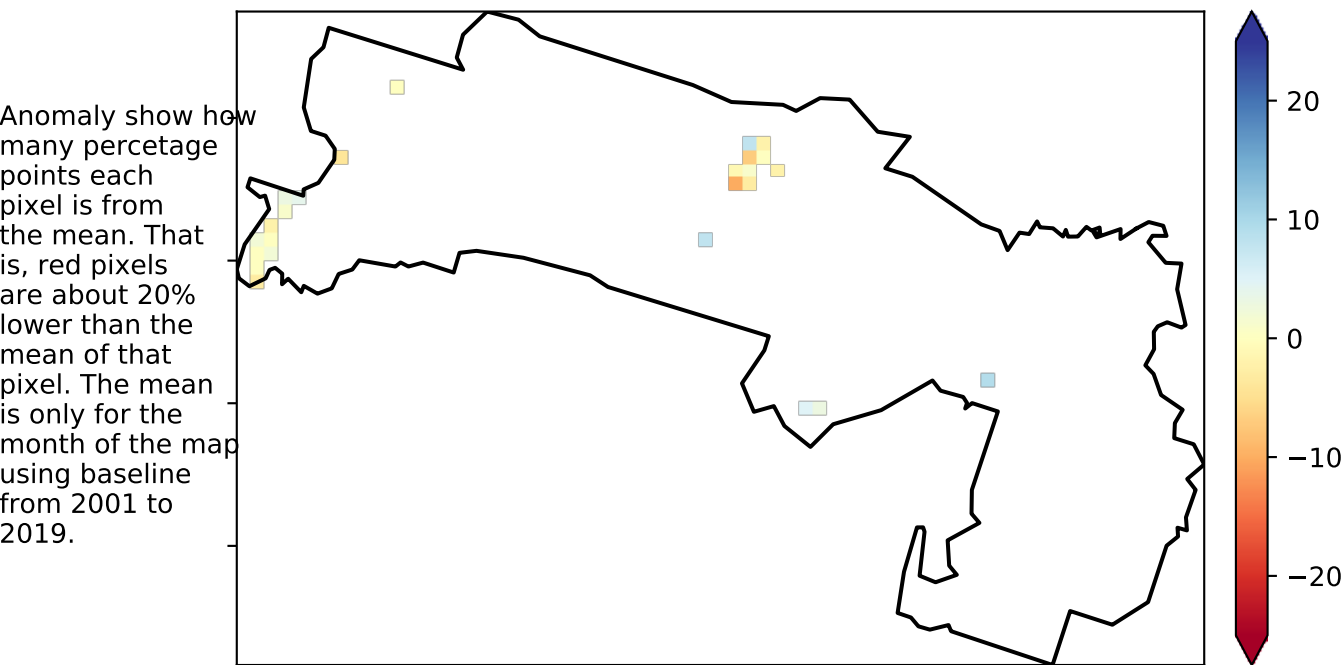 Anomaly show how
many percetage
points each
pixel is from
the mean. That
is, red pixels
are about 20%
lower than the
mean of that
pixel. The mean
is only for the
month of the map
using baseline
from 2001 to
2019.
20
10
0
−10
−20